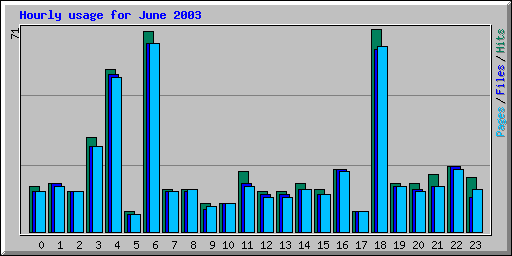 Hourly usage for June 2003
71
Pages/Files/Hits
0 1 2 3 4 5 6 7 8 9 10 11 12 13 14 15 16 17 18 19 20 21 22 23